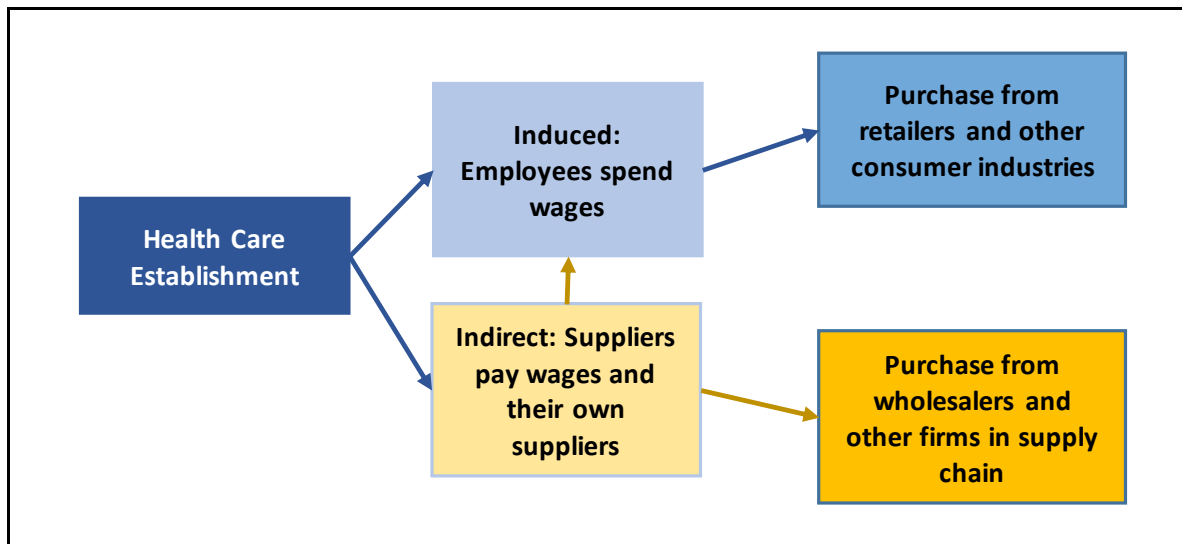 Health Care
Establishment
Induced:
Employees spend
wages
Indirect: Suppliers
pay wages and
their own
suppliers
Purchase from
retailers and other
consumer industries
Purchase from
wholesalers and
other firms in supply
chain